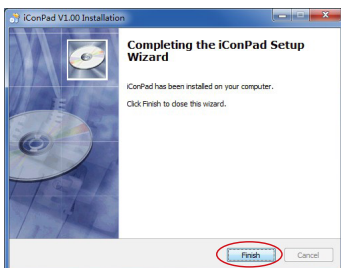 iConPad V1.00 Installation
Completing the iConPad Setup
Wizard
iConPad has been installed on your computer.
Click Finish to close this wizard.
Finish
Cancel